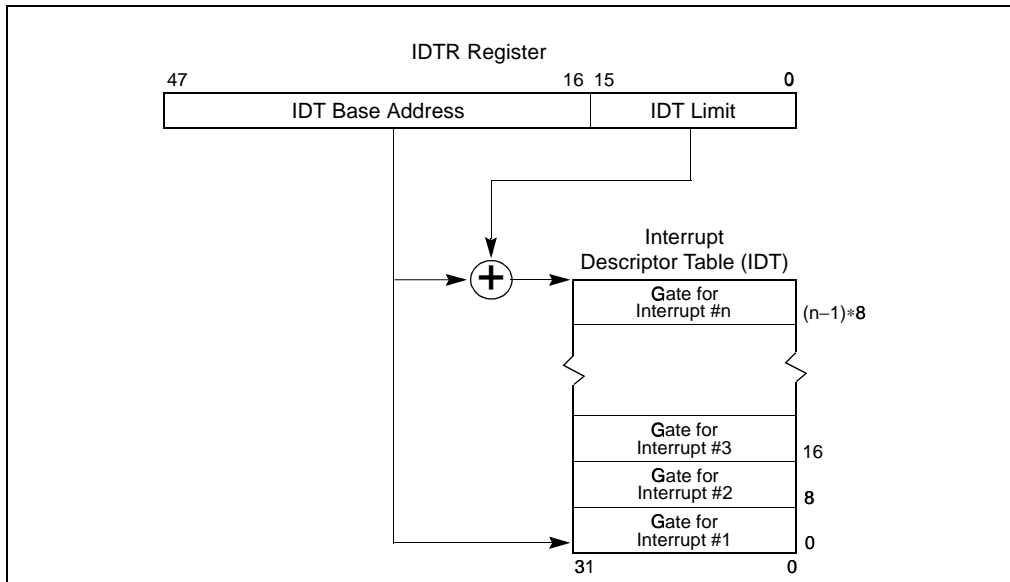 IDTR Register
47 16 15 0
IDT Base Address IDT Limit
+
Interrupt
Descriptor Table (IDT)
Gate for
Interrupt #n
(n−1)∗8
Gate for
Interrupt #3
16
Gate for
Interrupt #2
8
Gate for
Interrupt #1
0
31 0